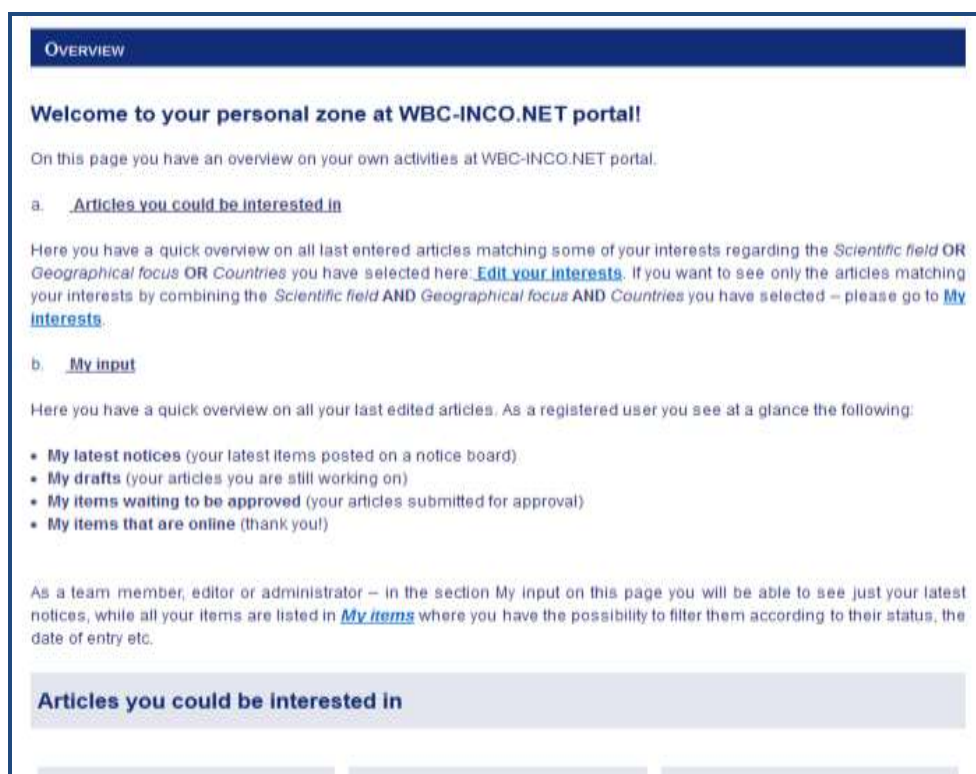 OVERVIEW
Welcome to your personal zone at WBC-INCO.NET portal!
On this page you have an overview on your own activities at WBC-INCO.NET portal.
a. Articles you could be interested in
Here you have a quick overview on all last entered articles matching some of your interests regarding the Scientific field OR
Geographical focus OR Countries you have selected here: Edit your interests. If you want to see only the articles matching
your interests by combining the Scientific field AND Geographical focus AND Countries you have selected – please go to My
interests.
b. My input
Here you have a quick overview on all your last edited articles. As a registered user you see at a glance the following:
• My latest notices (your latest items posted on a notice board)
• My drafts (your articles you are still working on)
• My items waiting to be approved (your articles submitted for approval)
• My items that are online (thank you!)
As a team member, editor or administrator – in the section My input on this page you will be able to see just your latest
notices, while all your items are listed in My items where you have the possibility to filter them according to their status, the
date of entry etc.
Articles you could be interested in